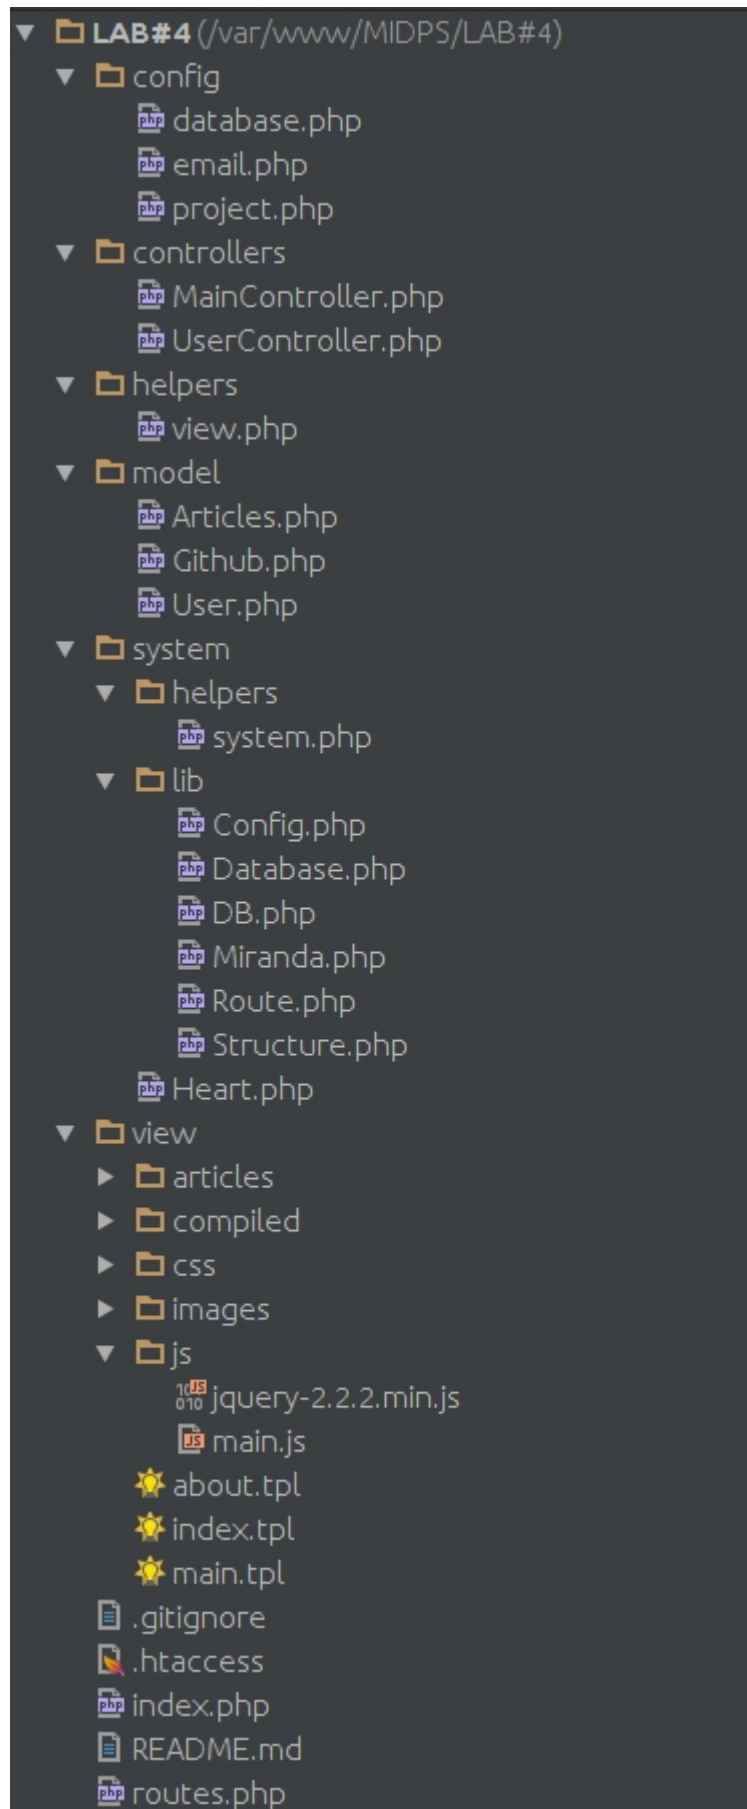 LAB#4 (/var/www/MIDPS/LAB#4)
config
database.php
email.php
project.php
controllers
MainController.php
UserController.php
helpers
view.php
model
Articles.php
Github.php
User.php
system
helpers
system.php
lib
Config.php
Database.php
DB.php
Miranda.php
Route.php
Structure.php
Heart.php
view
articles
compiled
css
images
js
jquery-2.2.2.min.js
main.js
about.tpl
index.tpl
main.tpl
.gitignore
.htaccess
index.php
README.md
routes.php